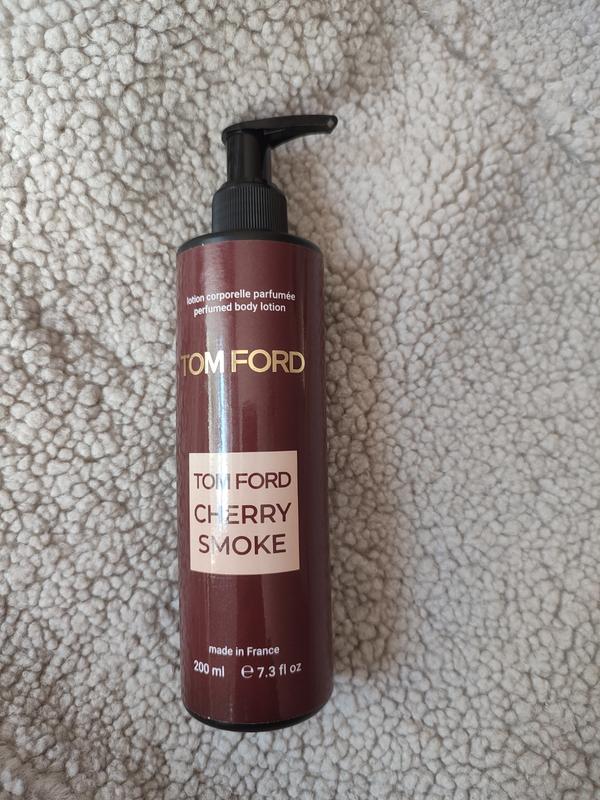 lotion corporelle parfumée
perfumed body lotion
TOM FORD
TOM FORD
CHERRY
SMOKE
made in France
200 ml ℮ 7.3 fl oz